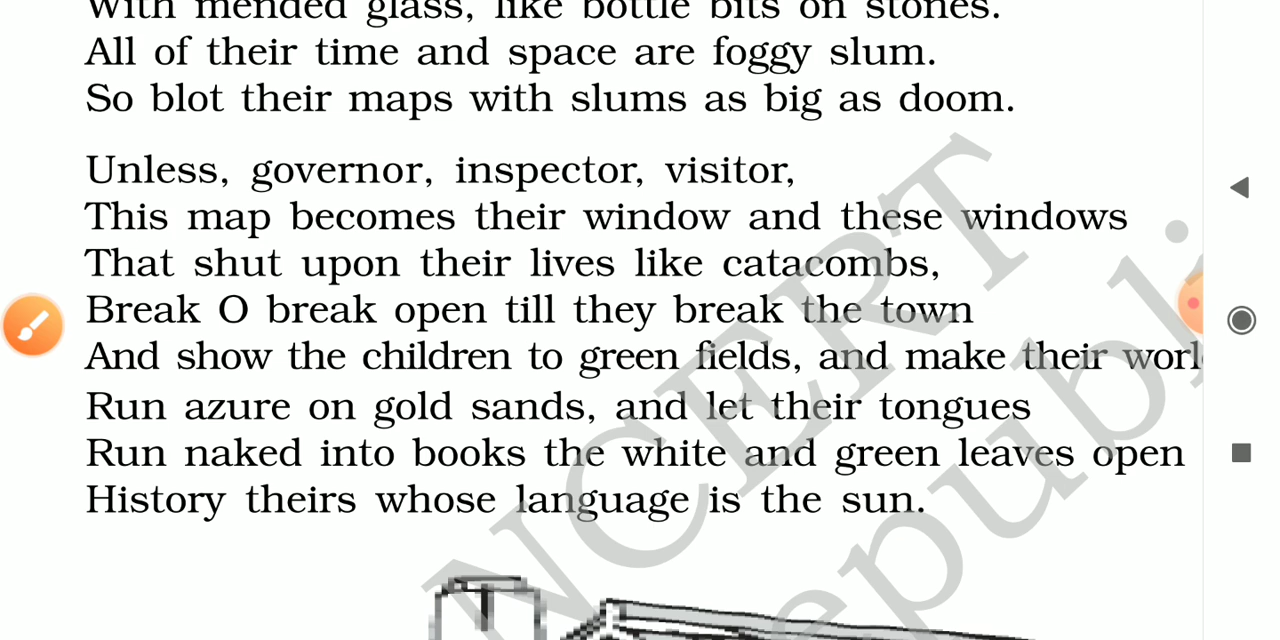 With mended glass, like bottle bits on stones.
All of their time and space are foggy slum.
So blot their maps with slums as big as doom.
Unless, governor, inspector, visitor,
This map becomes their window and these windows
That shut upon their lives like catacombs,
Break O break open till they break the town
And show the children to green fields, and make their worl
Run azure on gold sands, and let their tongues
Run naked into books the white and green leaves open
History theirs whose language is the sun.
NCERT
republi